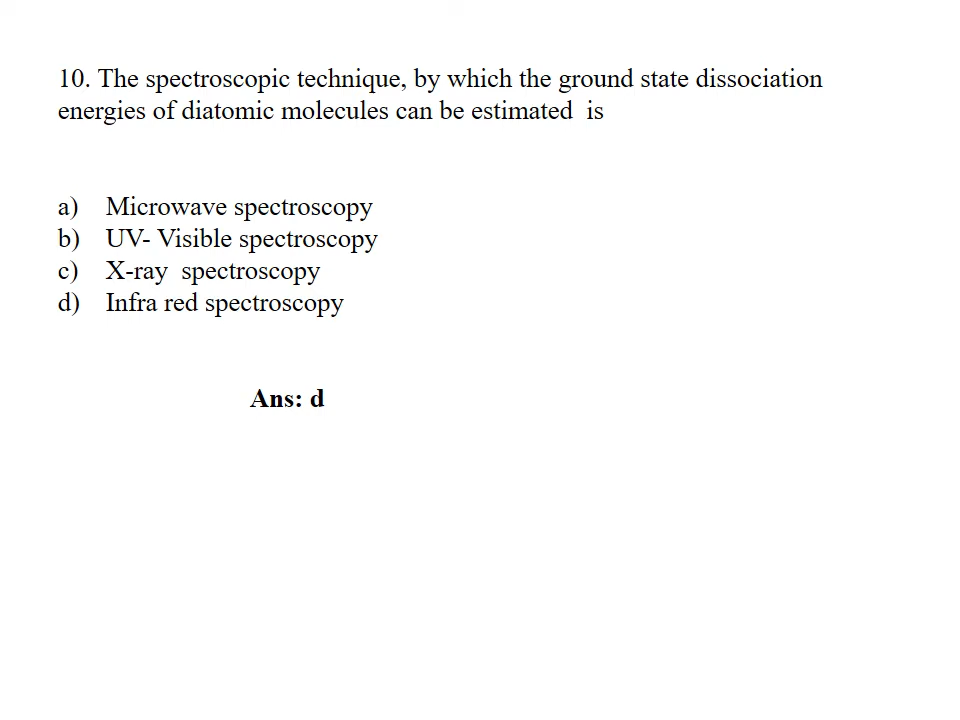 10. The spectroscopic technique, by which the ground state dissociation
energies of diatomic molecules can be estimated  is
a) Microwave spectroscopy
b) UV- Visible spectroscopy
c) X-ray  spectroscopy
d) Infra red spectroscopy
Ans: d